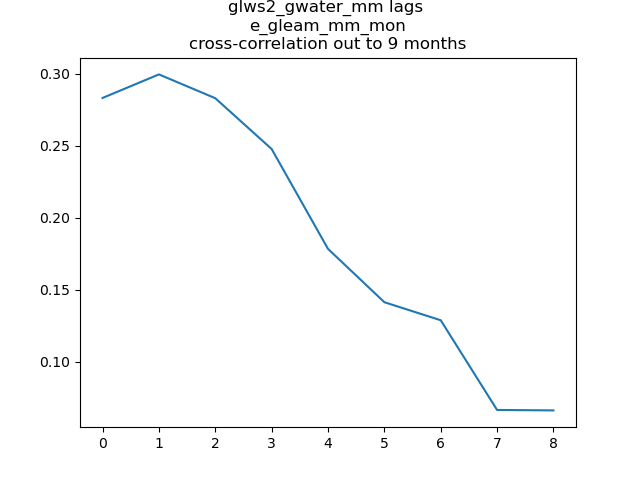 glws2_gwater_mm lags
e_gleam_mm_mon
cross-correlation out to 9 months
0.30
0.25
0.20
0.15
0.10
0 1 2 3 4 5 6 7 8